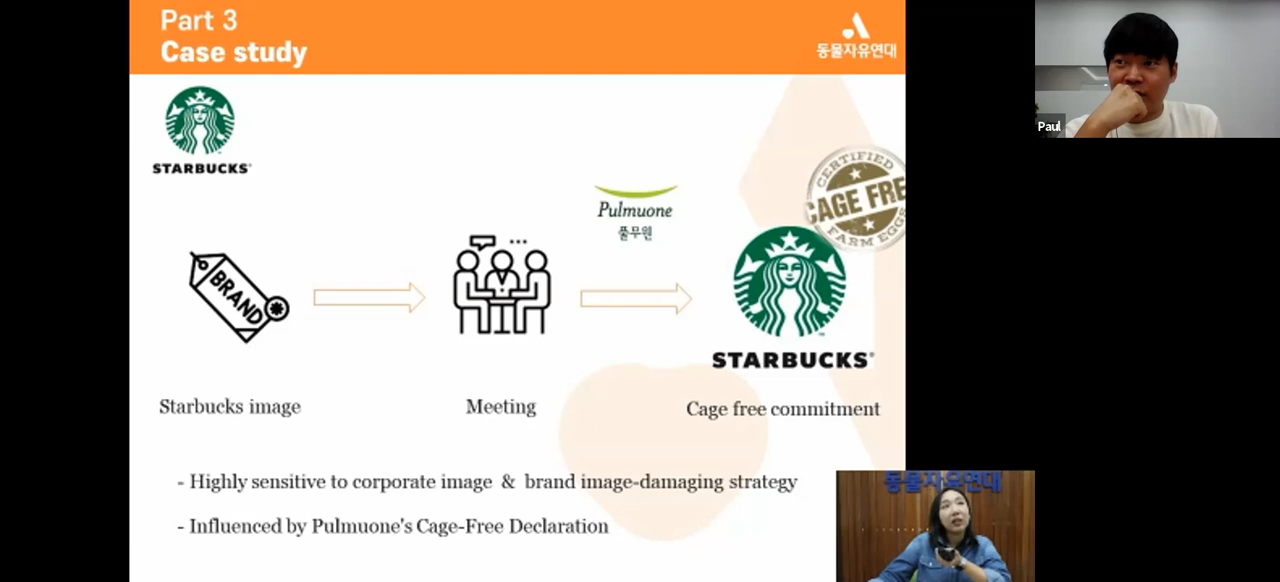 Part 3
Case study
동물자유연대
STARBUCKS
Paul
CERTIFIED
CAGE FRE
FARM EGGS
Pulmuone
풀무원
BRAND
STARBUCKS
Starbucks image
Meeting
Cage free commitment
- Highly sensitive to corporate image & brand image-damaging strategy
- Influenced by Pulmuone's Cage-Free Declaration
동물자유연대